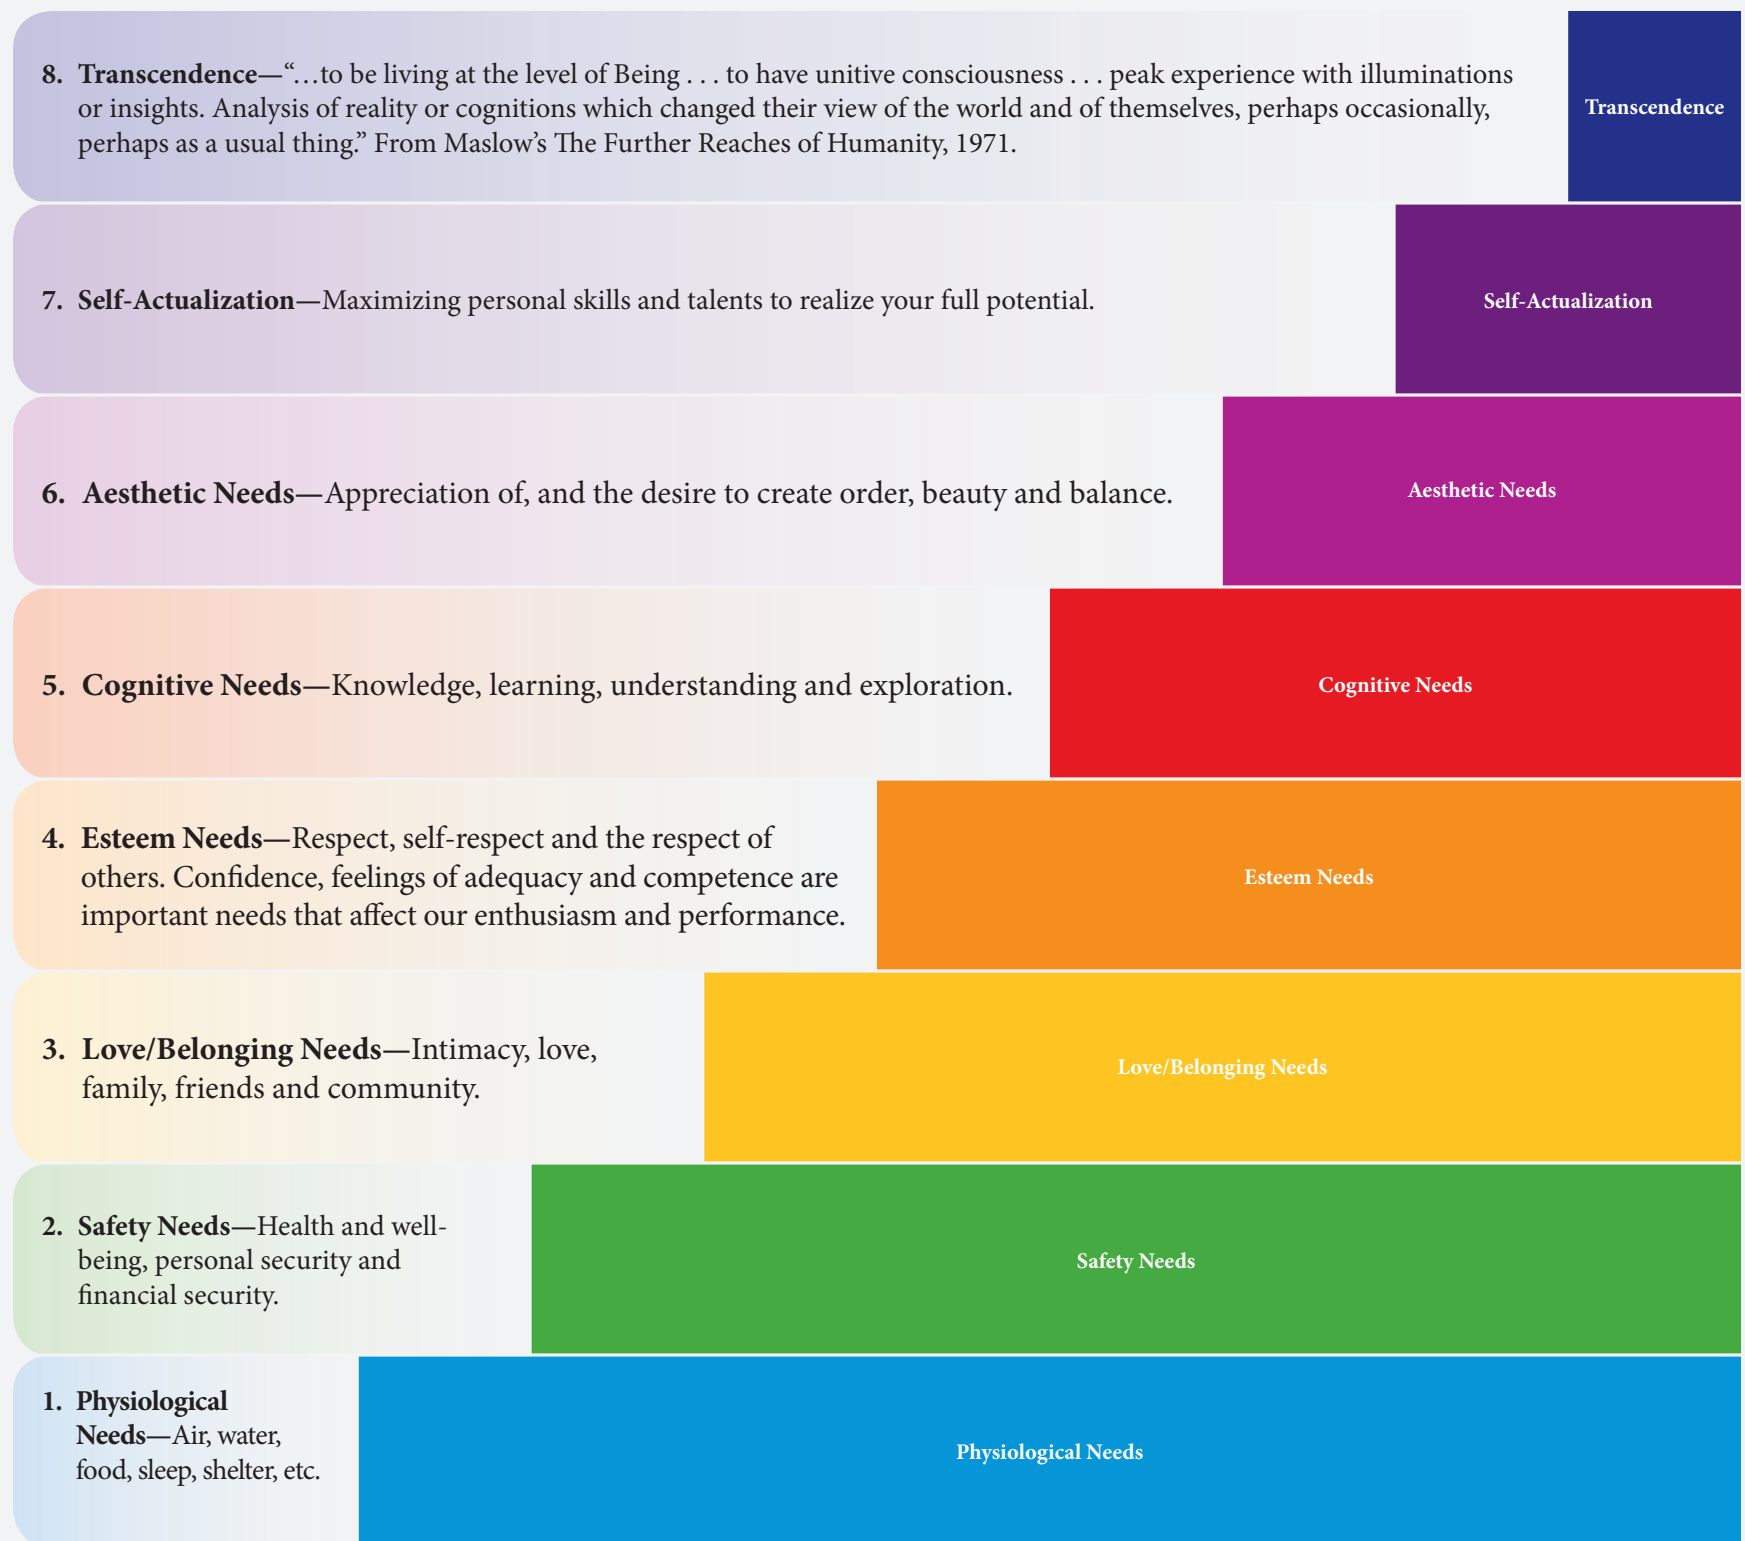 8. Transcendence—“…to be living at the level of Being . . . to have unitive consciousness . . . peak experience with illuminations
or insights. Analysis of reality or cognitions which changed their view of the world and of themselves, perhaps occasionally,
perhaps as a usual thing.” From Maslow’s The Further Reaches of Humanity, 1971.
Transcendence
7. Self-Actualization—Maximizing personal skills and talents to realize your full potential.
Self-Actualization
6. Aesthetic Needs—Appreciation of, and the desire to create order, beauty and balance.
Aesthetic Needs
5. Cognitive Needs—Knowledge, learning, understanding and exploration.
Cognitive Needs
4. Esteem Needs—Respect, self-respect and the respect of
others. Confidence, feelings of adequacy and competence are
important needs that affect our enthusiasm and performance.
Esteem Needs
3. Love/Belonging Needs—Intimacy, love,
family, friends and community.
Love/Belonging Needs
2. Safety Needs—Health and well-
being, personal security and
financial security.
Safety Needs
1. Physiological
Needs—Air, water,
food, sleep, shelter, etc.
Physiological Needs